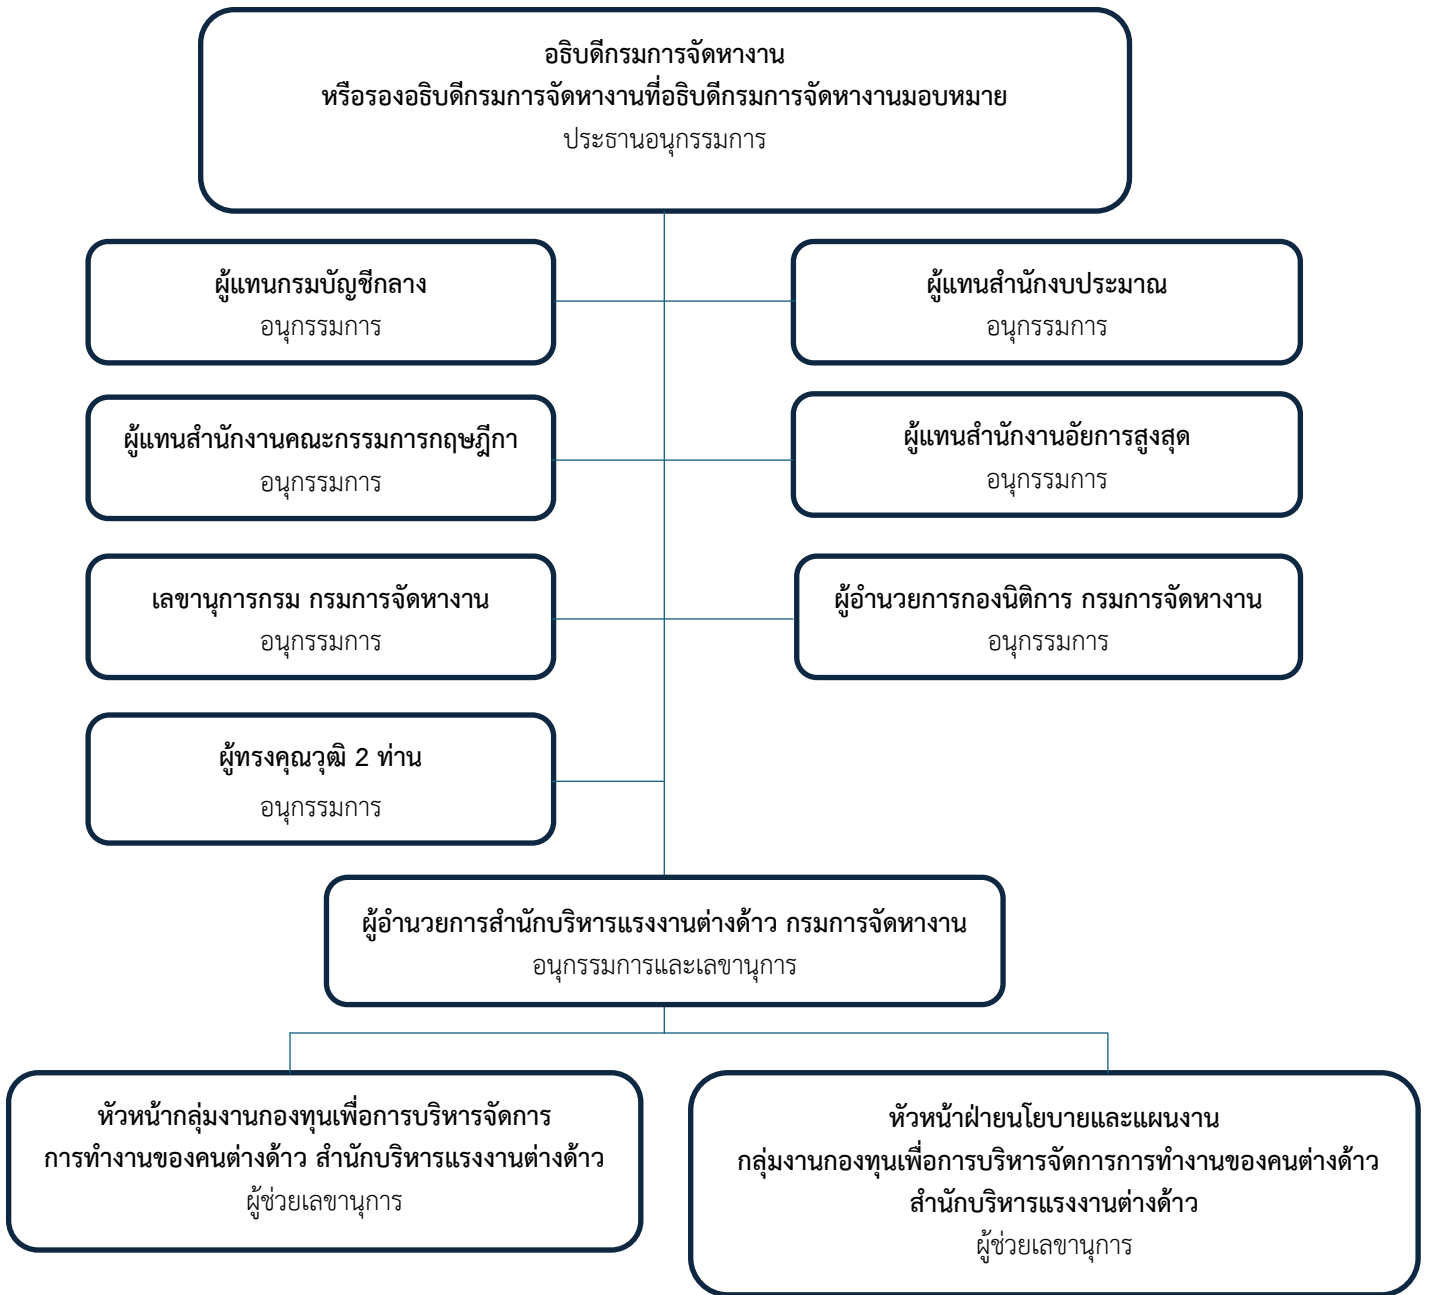 อธิบดีกรมการจัดหางาน
หรือรองอธิบดีกรมการจัดหางานที่อธิบดีกรมการจัดหางานมอบหมาย
ประธานอนุกรรมการ
ผู้แทนกรมบัญชีกลาง
อนุกรรมการ
ผู้แทนสำนักงบประมาณ
อนุกรรมการ
ผู้แทนสำนักงานคณะกรรมการกฤษฎีกา
อนุกรรมการ
ผู้แทนสำนักงานอัยการสูงสุด
อนุกรรมการ
เลขานุการกรม กรมการจัดหางาน
อนุกรรมการ
ผู้อำนวยการกองนิติการ กรมการจัดหางาน
อนุกรรมการ
ผู้ทรงคุณวุฒิ 2 ท่าน
อนุกรรมการ
ผู้อำนวยการสำนักบริหารแรงงานต่างด้าว กรมการจัดหางาน
อนุกรรมการและเลขานุการ
หัวหน้ากลุ่มงานกองทุนเพื่อการบริหารจัดการ
การทำงานของคนต่างด้าว สำนักบริหารแรงงานต่างด้าว
ผู้ช่วยเลขานุการ
หัวหน้าฝ่ายนโยบายและแผนงาน
กลุ่มงานกองทุนเพื่อการบริหารจัดการการทำงานของคนต่างด้าว
สำนักบริหารแรงงานต่างด้าว
ผู้ช่วยเลขานุการ